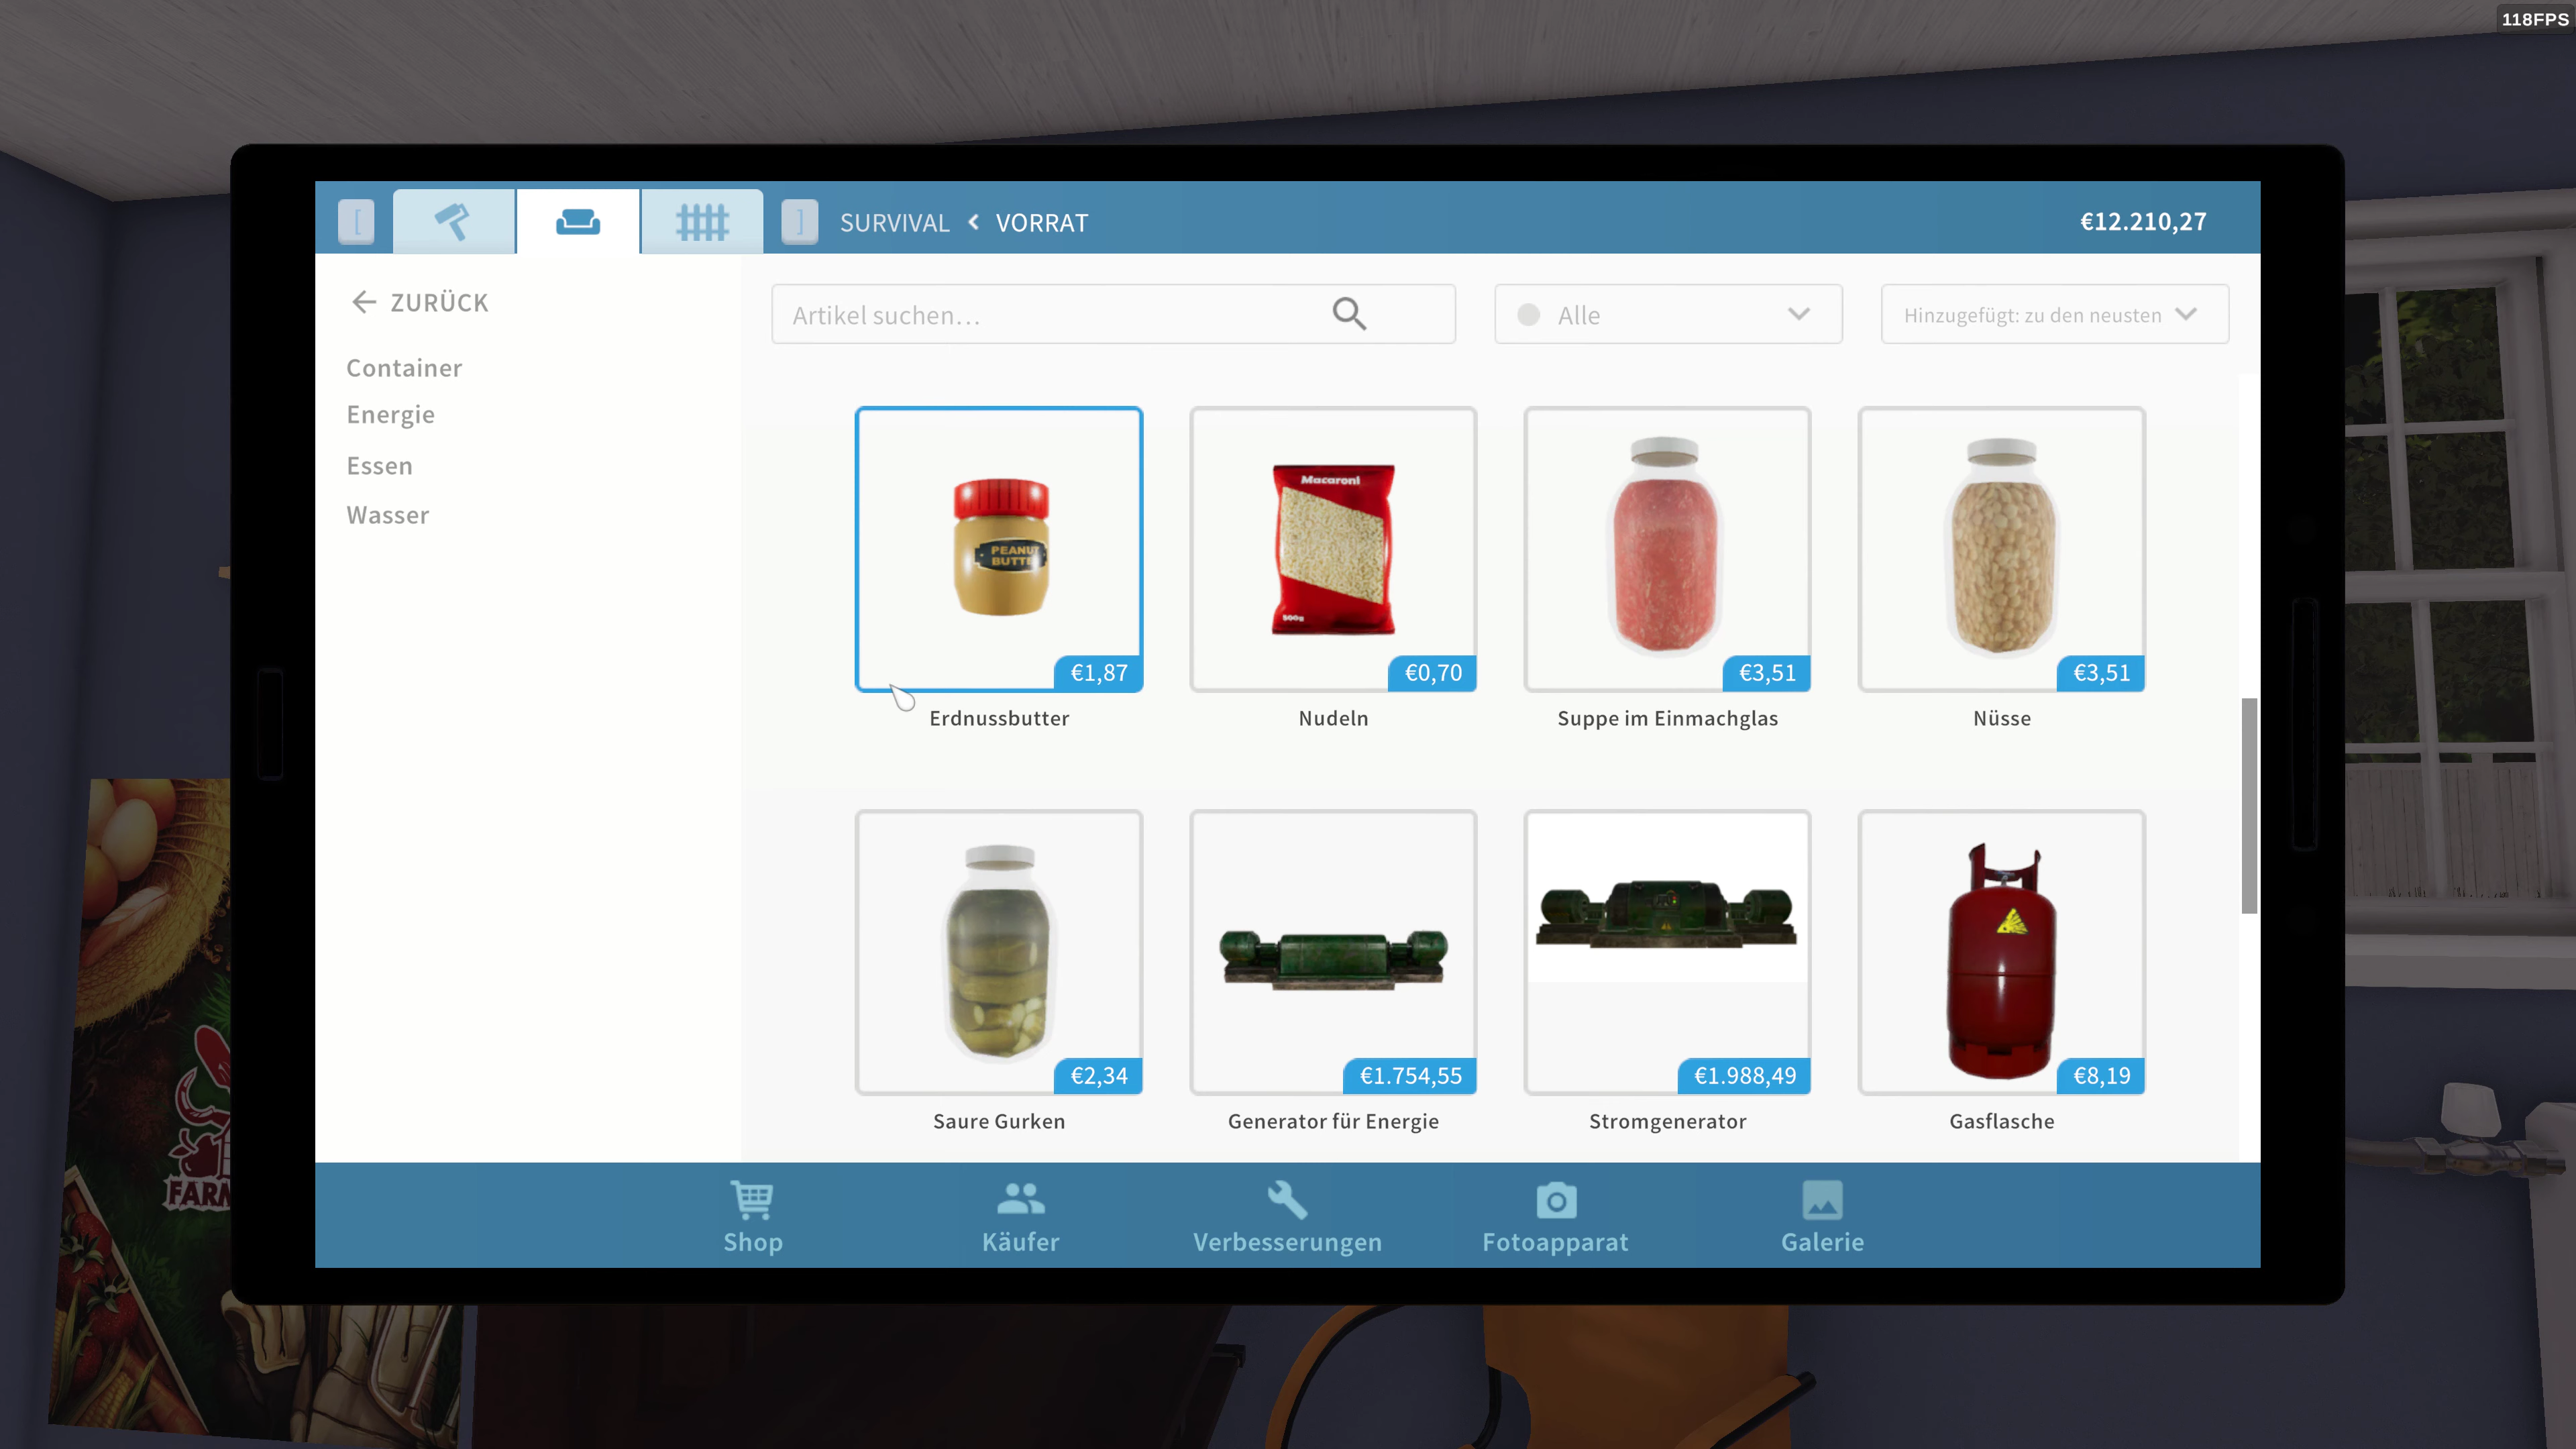 118FPS
[
]
SURVIVAL < VORRAT
€12.210,27
ZURÜCK
Container
Energie
Essen
Wasser
Artikel suchen...
Alle
Hinzugefügt: zu den neusten
PEANUT
BUTTE
€1,87
Erdnussbutter
Macaroni
500g
€0,70
Nudeln
€3,51
Suppe im Einmachglas
€3,51
Nüsse
€2,34
Saure Gurken
€1.754,55
Generator für Energie
€1.988,49
Stromgenerator
€8,19
Gasflasche
FARM
Shop
Käufer
Verbesserungen
Fotoapparat
Galerie